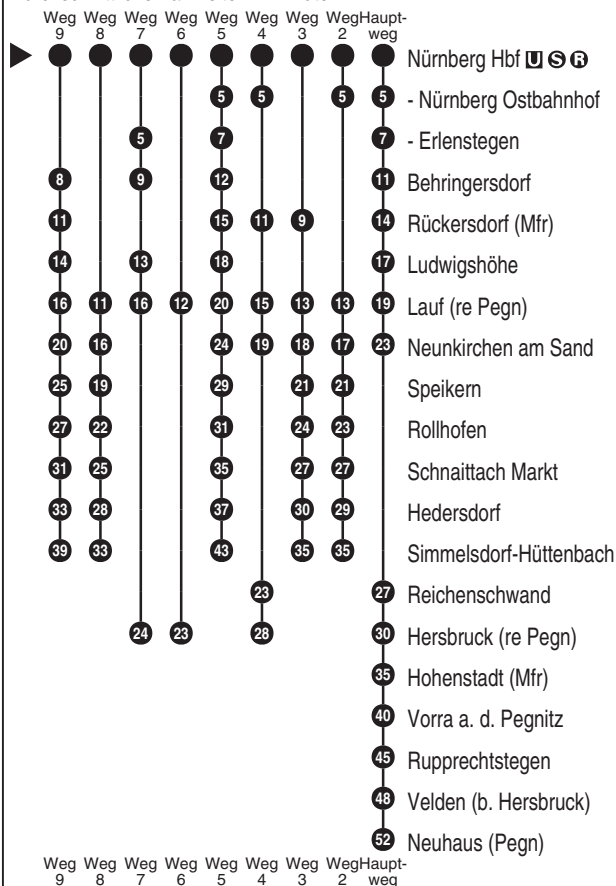 Weg Weg Weg Weg Weg Weg Weg Weg Haupt-
9 8 7 6 5 4 3 2 weg
Nürnberg Hbf U S R
5 5 5 5 - Nürnberg Ostbahnhof
5 7 7 - Erlenstegen
8 9 12 11 Behringersdorf
11 15 11 9 14 Rückersdorf (Mfr)
14 13 18 17 Ludwigshöhe
16 11 16 12 20 15 13 13 19 Lauf (re Pegn)
20 16 24 19 18 17 23 Neunkirchen am Sand
25 19 29 21 21 Speikern
27 22 31 24 23 Rollhofen
31 25 35 27 27 Schnaittach Markt
33 28 37 30 29 Hedersdorf
39 33 43 35 35 Simmelsdorf-Hüttenbach
23 27 Reichenschwand
24 23 28 30 Hersbruck (re Pegn)
35 Hohenstadt (Mfr)
40 Vorra a. d. Pegnitz
45 Rupprechtstegen
48 Velden (b. Hersbruck)
52 Neuhaus (Pegn)
Weg Weg Weg Weg Weg Weg Weg Weg Haupt-
9 8 7 6 5 4 3 2 weg